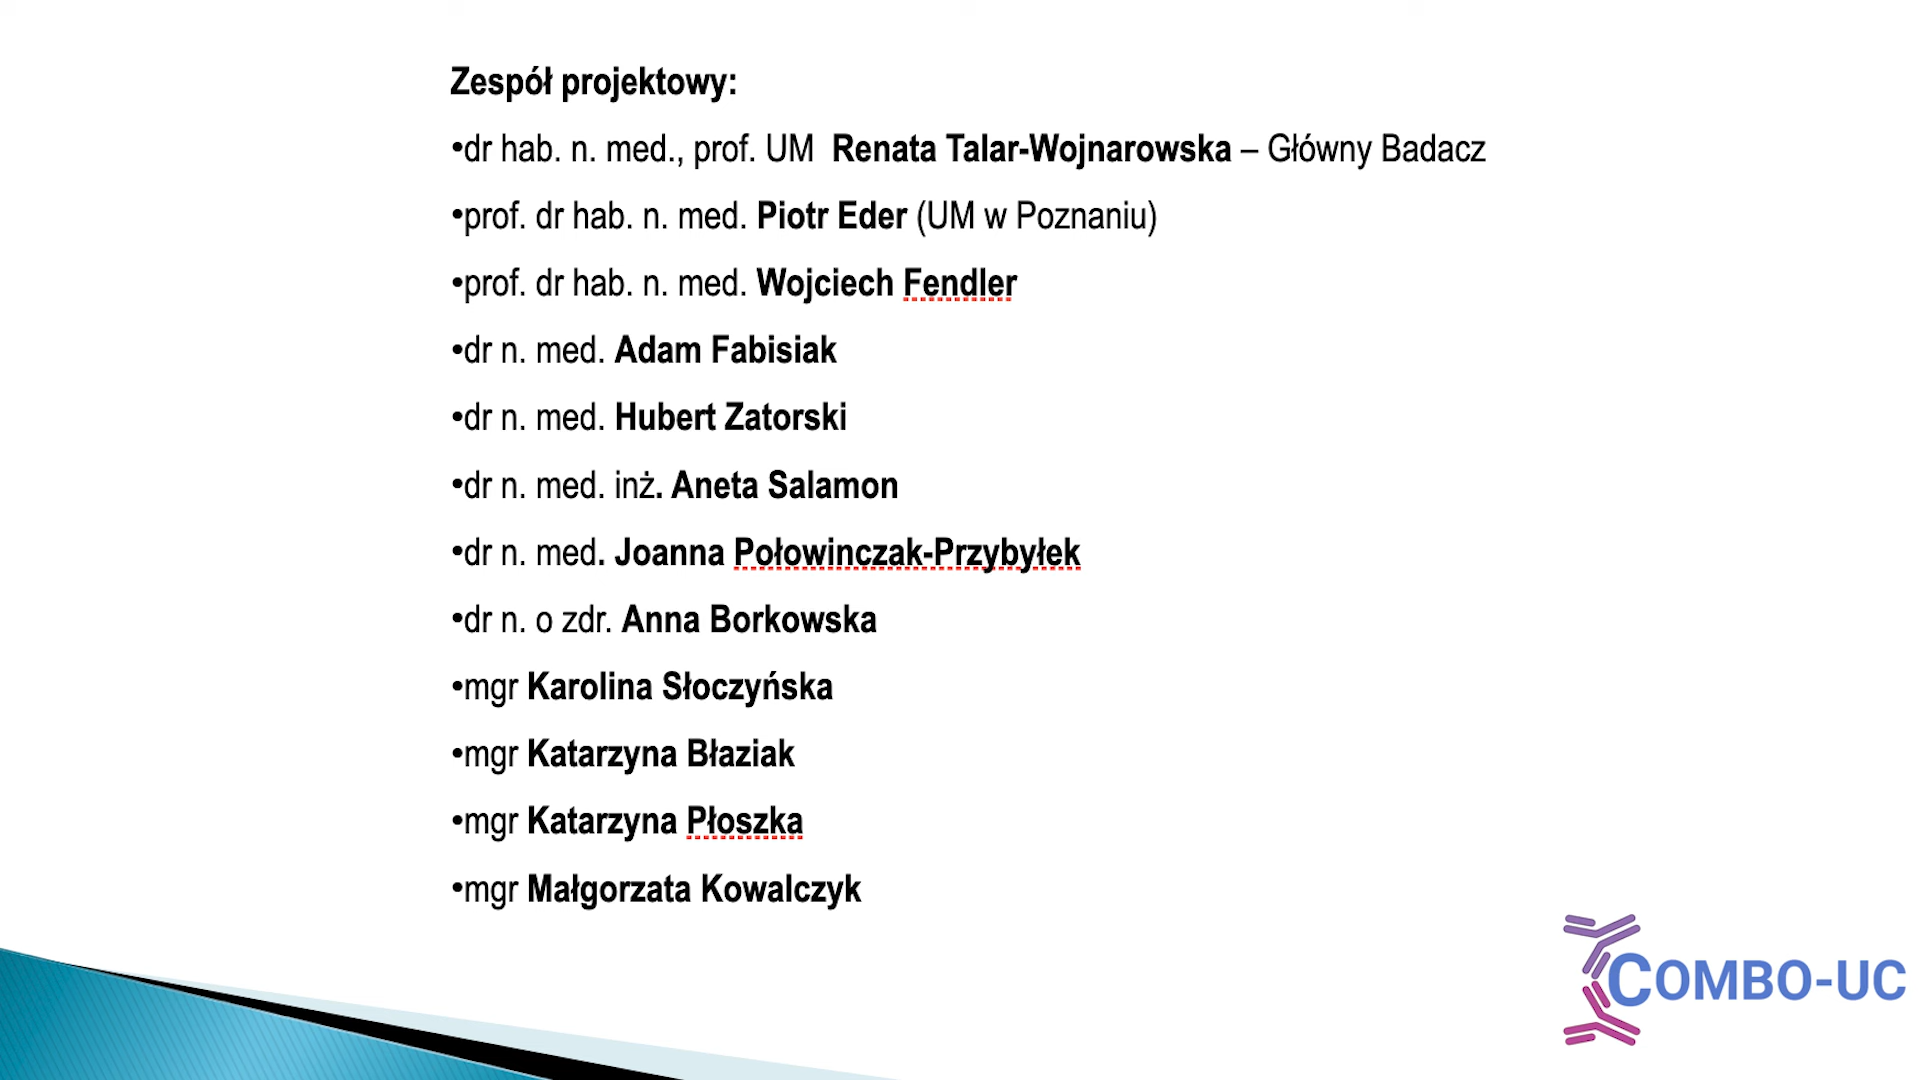 Zespół projektowy:
•dr hab. n. med., prof. UM  Renata Talar-Wojnarowska – Główny Badacz
•prof. dr hab. n. med. Piotr Eder (UM w Poznaniu)
•prof. dr hab. n. med. Wojciech Fendler
•dr n. med. Adam Fabisiak
•dr n. med. Hubert Zatorski
•dr n. med. inż. Aneta Salamon
•dr n. med. Joanna Połowinczak-Przybyłek
•dr n. o zdr. Anna Borkowska
•mgr Karolina Słoczyńska
•mgr Katarzyna Błaziak
•mgr Katarzyna Płoszka
•mgr Małgorzata Kowalczyk
COMBO-UC